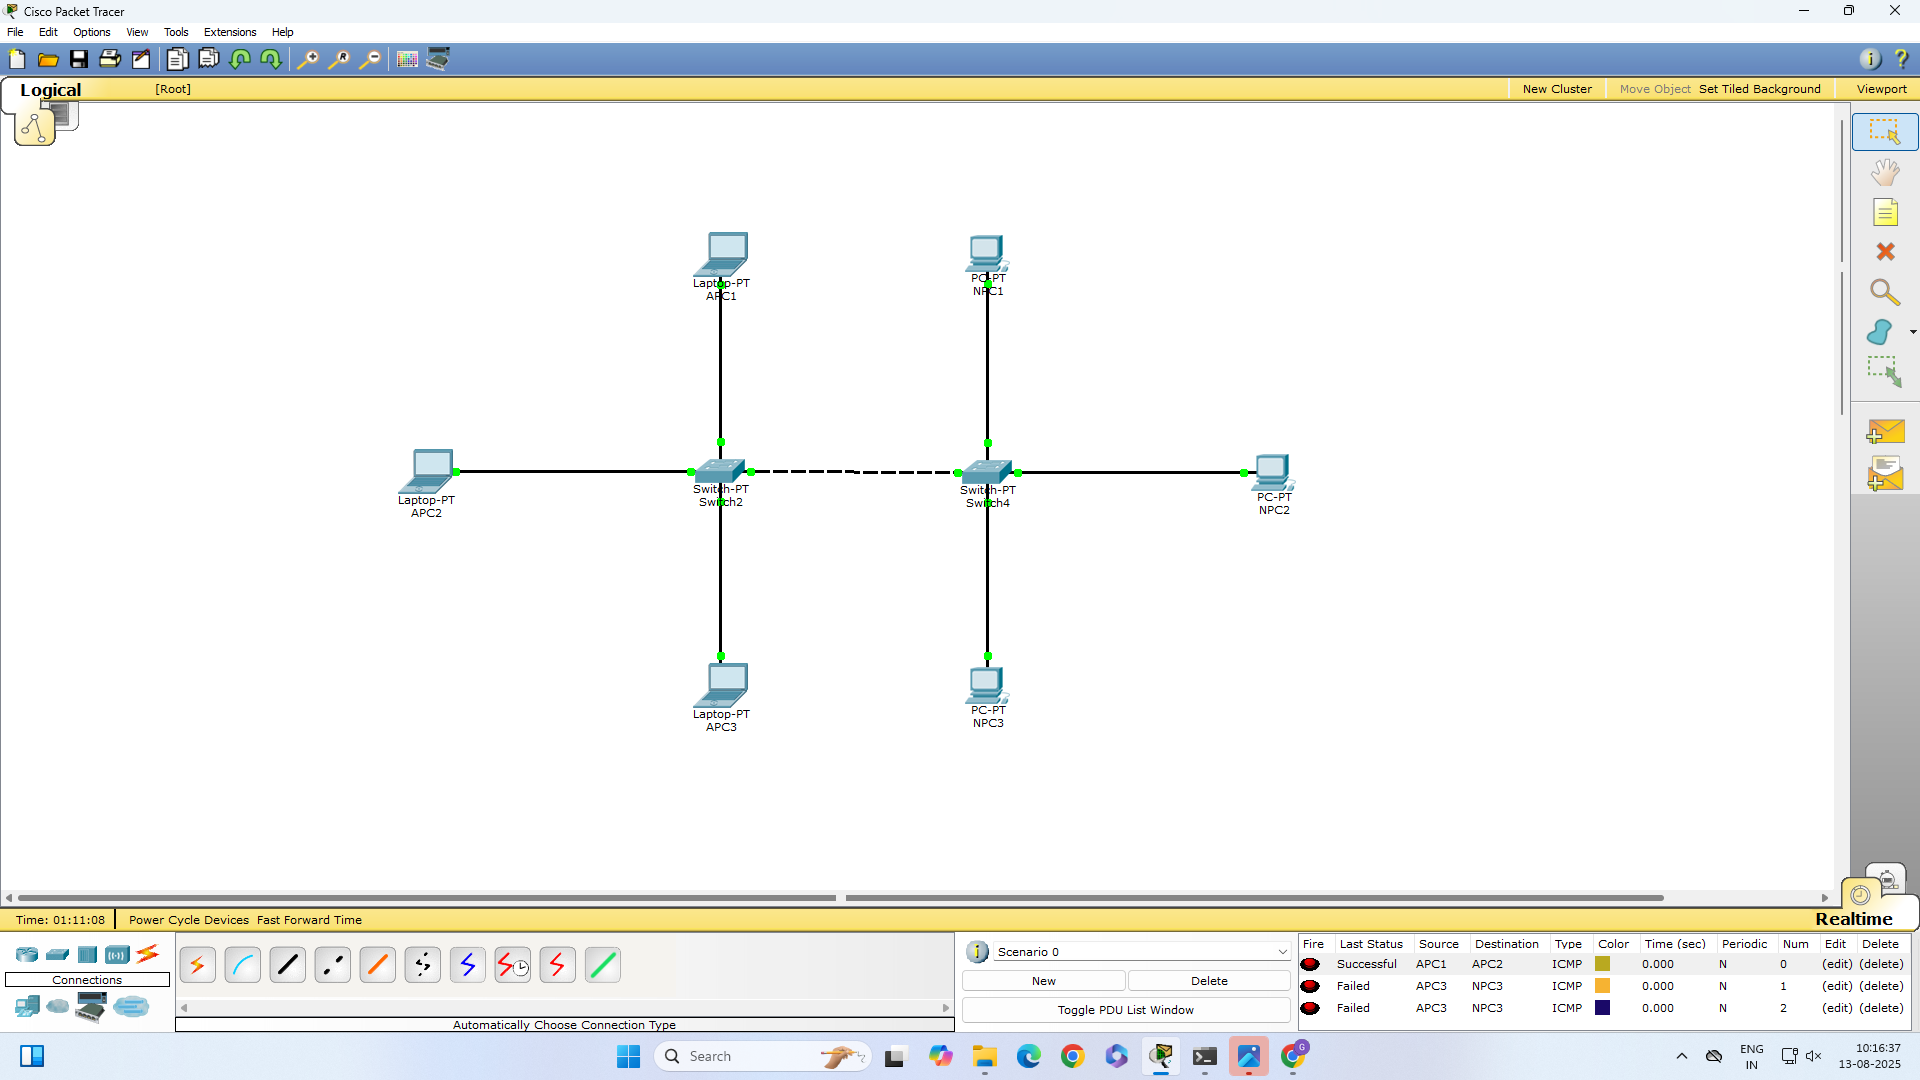 Cisco Packet Tracer
File Edit Options View Tools Extensions Help
Logical [Root] New Cluster Move Object Set Tiled Background Viewport
Laptop-PT
APC1
PC-PT
NPC1
Laptop-PT
APC2
Switch-PT
Switch2
Switch-PT
Switch4
PC-PT
NPC2
Laptop-PT
APC3
PC-PT
NPC3
Time: 01:11:08 Power Cycle Devices Fast Forward Time Realtime
Connections
Automatically Choose Connection Type
Scenario 0
New Delete
Toggle PDU List Window
Fire Last Status Source Destination Type Color Time (sec) Periodic Num Edit Delete
Successful APC1 APC2 ICMP 0.000 N 0 (edit) (delete)
Failed APC3 NPC3 ICMP 0.000 N 1 (edit) (delete)
Failed APC3 NPC3 ICMP 0.000 N 2 (edit) (delete)
Search
G
ENG
IN
10:16:37
13-08-2025